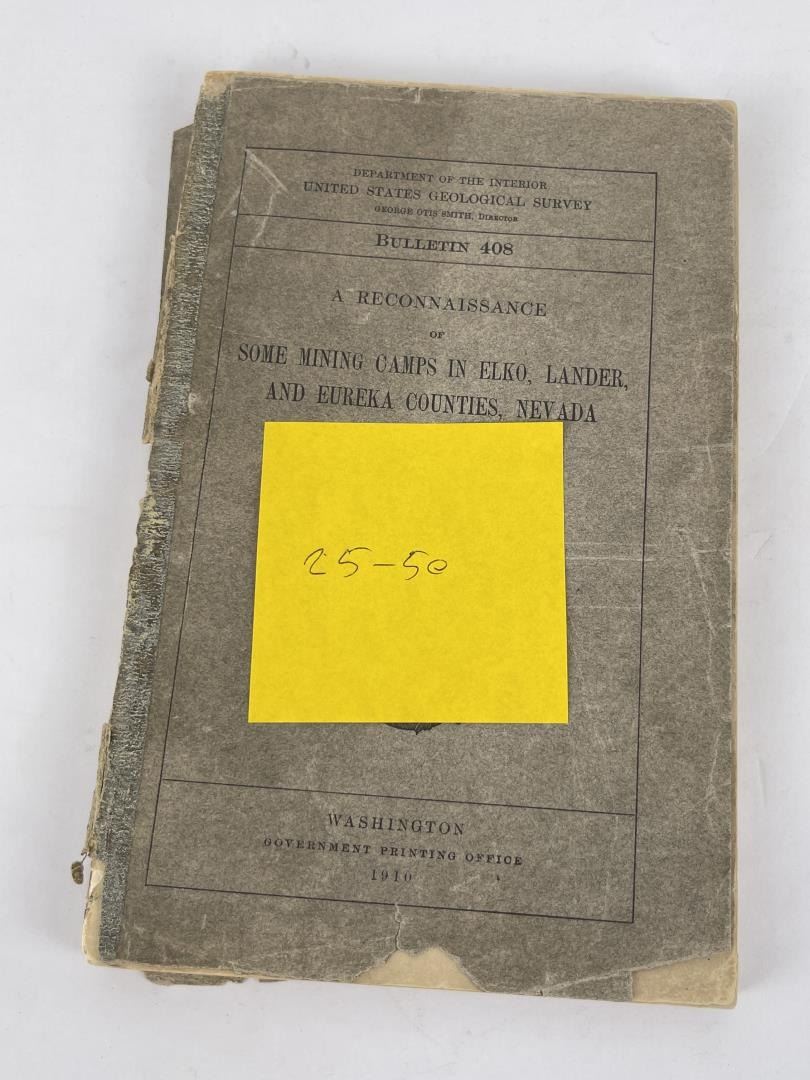 DEPARTMENT OF THE INTERIOR
UNITED STATES GEOLOGICAL SURVEY
GEORGE OTIS SMITH, DIRECTOR
BULLETIN 408
A RECONNAISSANCE
OF
SOME MINING CAMPS IN ELKO, LANDER,
AND EUREKA COUNTIES, NEVADA
25-50
WASHINGTON
GOVERNMENT PRINTING OFFICE
1910